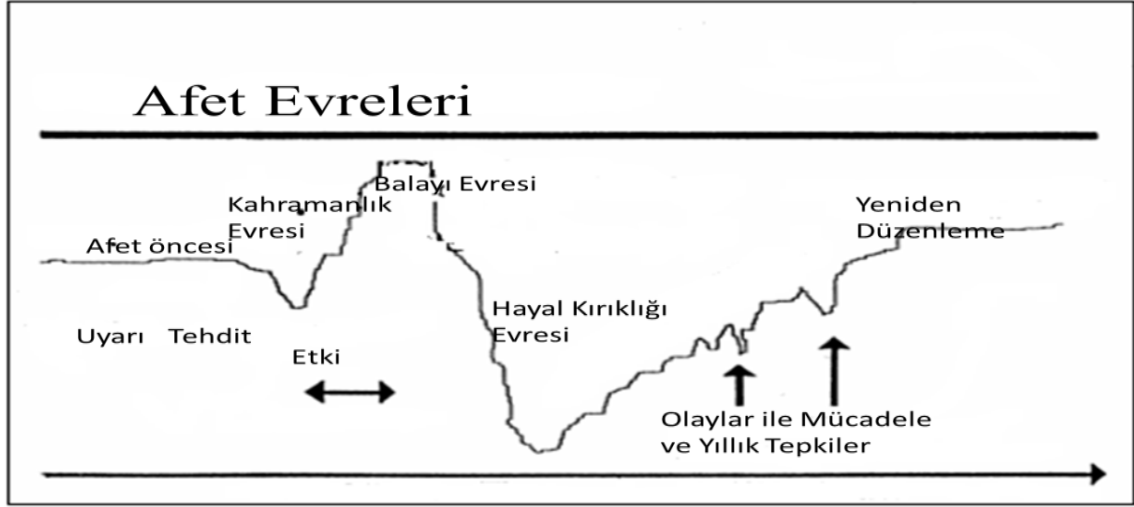 Afet Evreleri
Balayı Evresi
Kahramanlık
Evresi
Yeniden
Düzenleme
Afet öncesi
Uyarı Tehdit
Etki
Hayal Kırıklığı
Evresi
Olaylar ile Mücadele
ve Yıllık Tepkiler